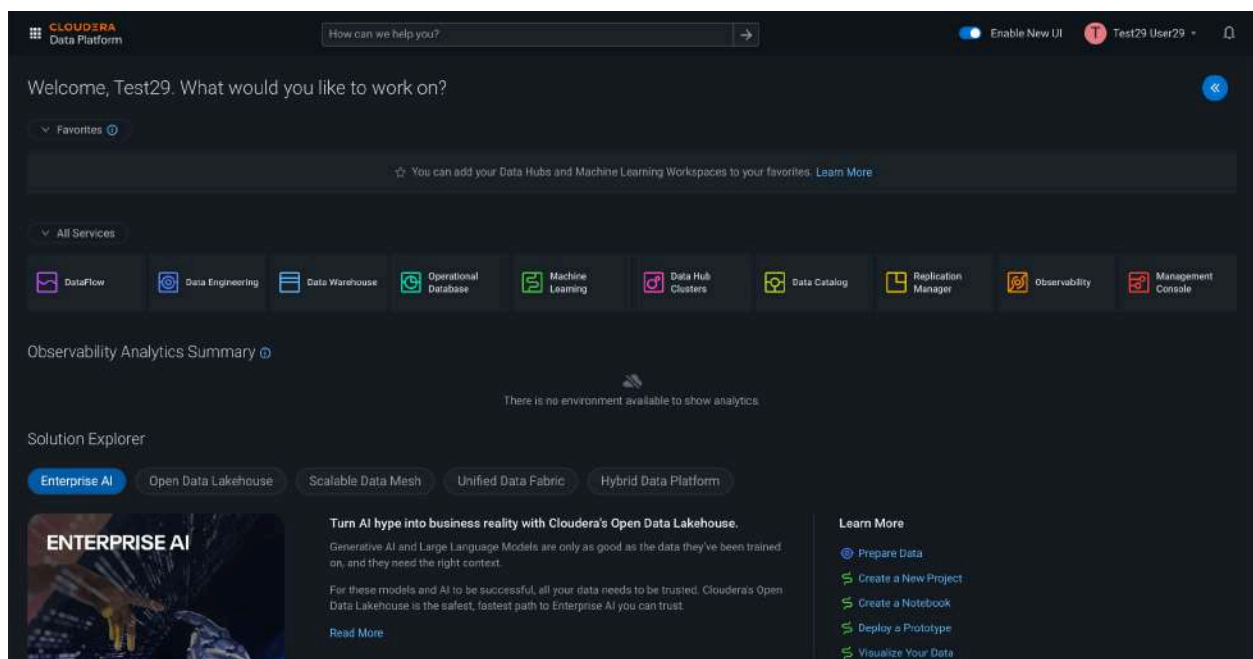 CLOUDERA
Data Platform
How can we help you?
Enable New UI
T
Test29 User29
Welcome, Test29. What would you like to work on?
Favorites
You can add your Data Hubs and Machine Learning Workspaces to your favorites. Learn More
All Services
DataFlow
Data Engineering
Data Warehouse
Operational
Database
Machine
Learning
Data Hub
Clusters
Data Catalog
Replication
Manager
Observability
Management
Console
Observability Analytics Summary
There is no environment available to show analytics.
Solution Explorer
Enterprise AI
Open Data Lakehouse
Scalable Data Mesh
Unified Data Fabric
Hybrid Data Platform
ENTERPRISE AI
Turn AI hype into business reality with Cloudera's Open Data Lakehouse.
Generative AI and Large Language Models are only as good as the data they've been trained
on, and they need the right context.
For these models and AI to be successful, all your data needs to be trusted. Cloudera's Open
Data Lakehouse is the safest, fastest path to Enterprise AI you can trust.
Read More
Learn More
Prepare Data
Create a New Project
Create a Notebook
Deploy a Prototype
Visualize Your Data